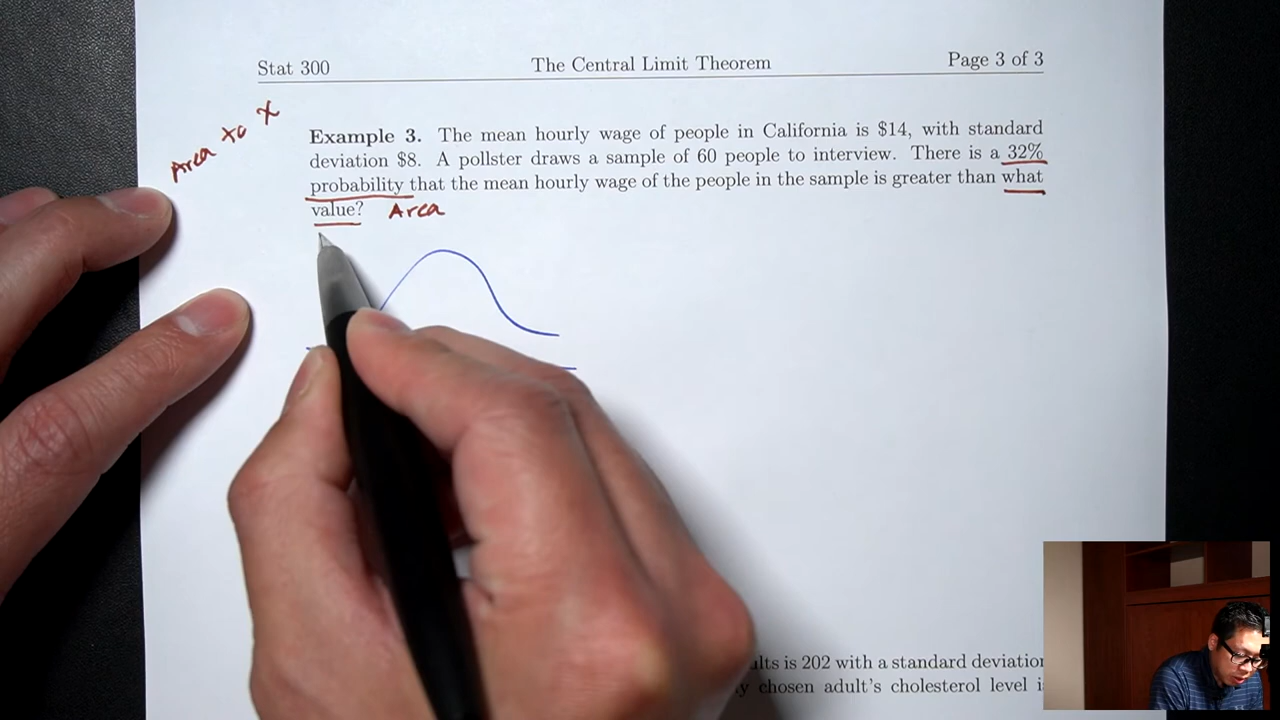 Stat 300 The Central Limit Theorem Page 3 of 3
Area to x
Example 3. The mean hourly wage of people in California is $14, with standard
deviation $8. A pollster draws a sample of 60 people to interview. There is a 32%
probability that the mean hourly wage of the people in the sample is greater than what
value? Area
is 202 with a standard deviation
chosen adult's cholesterol level